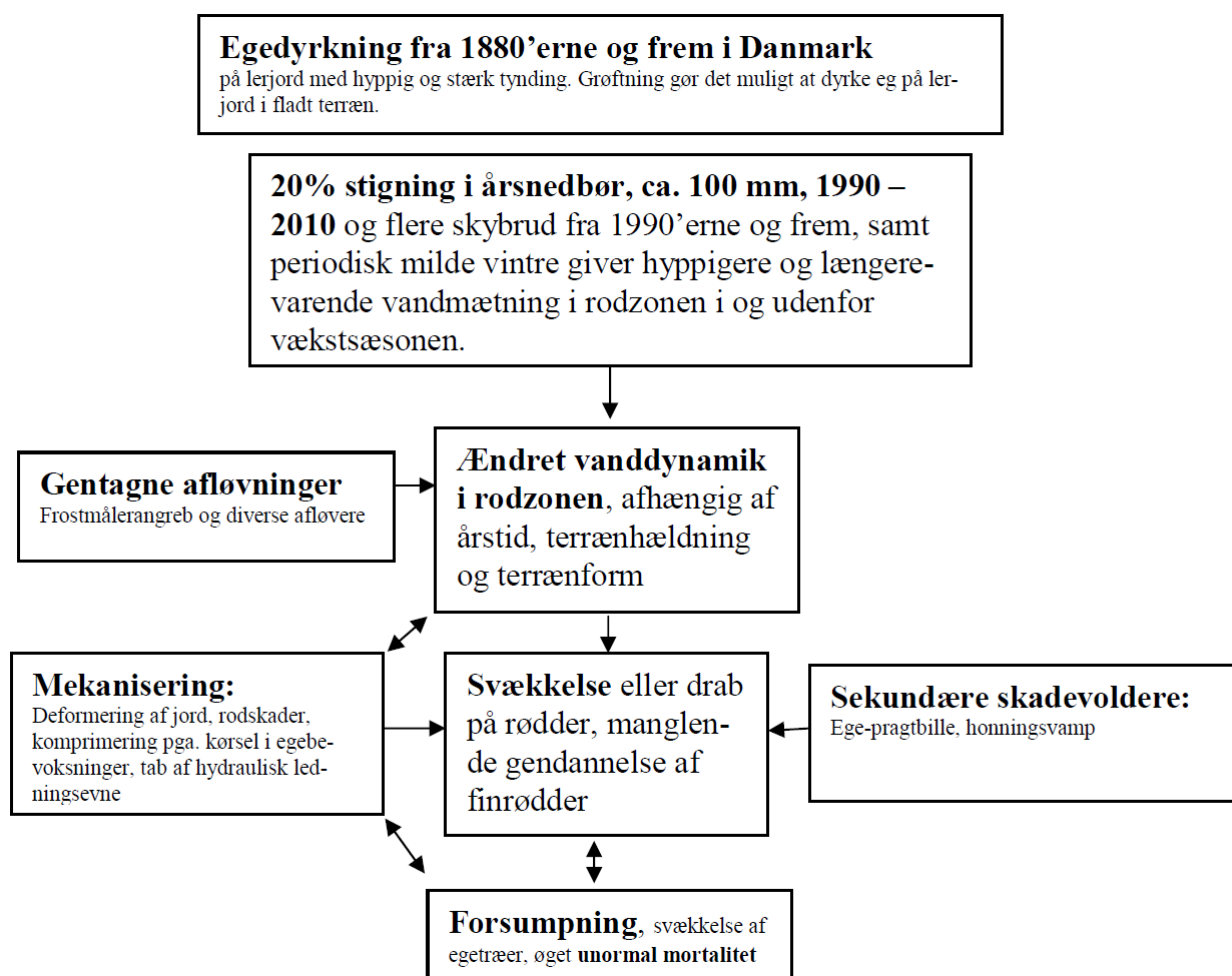 Egedyrkning fra 1880’erne og frem i Danmark
på lerjord med hyppig og stærk tynding. Grøftning gør det muligt at dyrke eg på ler-
jord i fladt terræn.
20% stigning i årsnedbør, ca. 100 mm, 1990 –
2010 og flere skybrud fra 1990’erne og frem, samt
periodisk milde vintre giver hyppigere og længere-
varende vandmætning i rodzonen i og udenfor
vækstsæsonen.
Gentagne afløvninger
Frostmålerangreb og diverse afløvere
Ændret vanddynamik
i rodzonen, afhængig af
årstid, terrænhældning
og terrænform
Mekanisering:
Deformering af jord, rodskader,
komprimering pga. kørsel i egebe-
voksninger, tab af hydraulisk led-
ningsevne
Svækkelse eller drab
på rødder, manglen-
de gendannelse af
finrødder
Sekundære skadevoldere:
Ege-pragtbille, honningsvamp
Forsumpning, svækkelse af
egetræer, øget unormal mortalitet